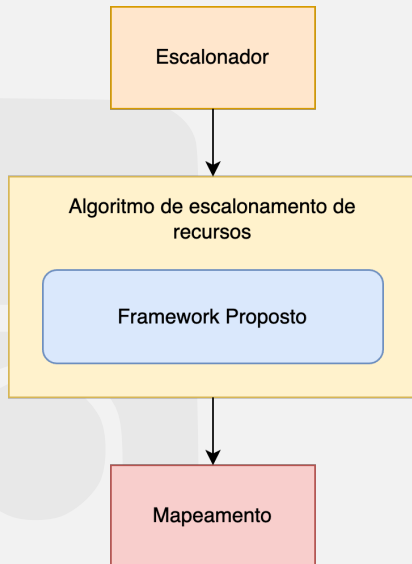 Escalonador
Algoritmo de escalonamento de
recursos
Framework Proposto
Mapeamento